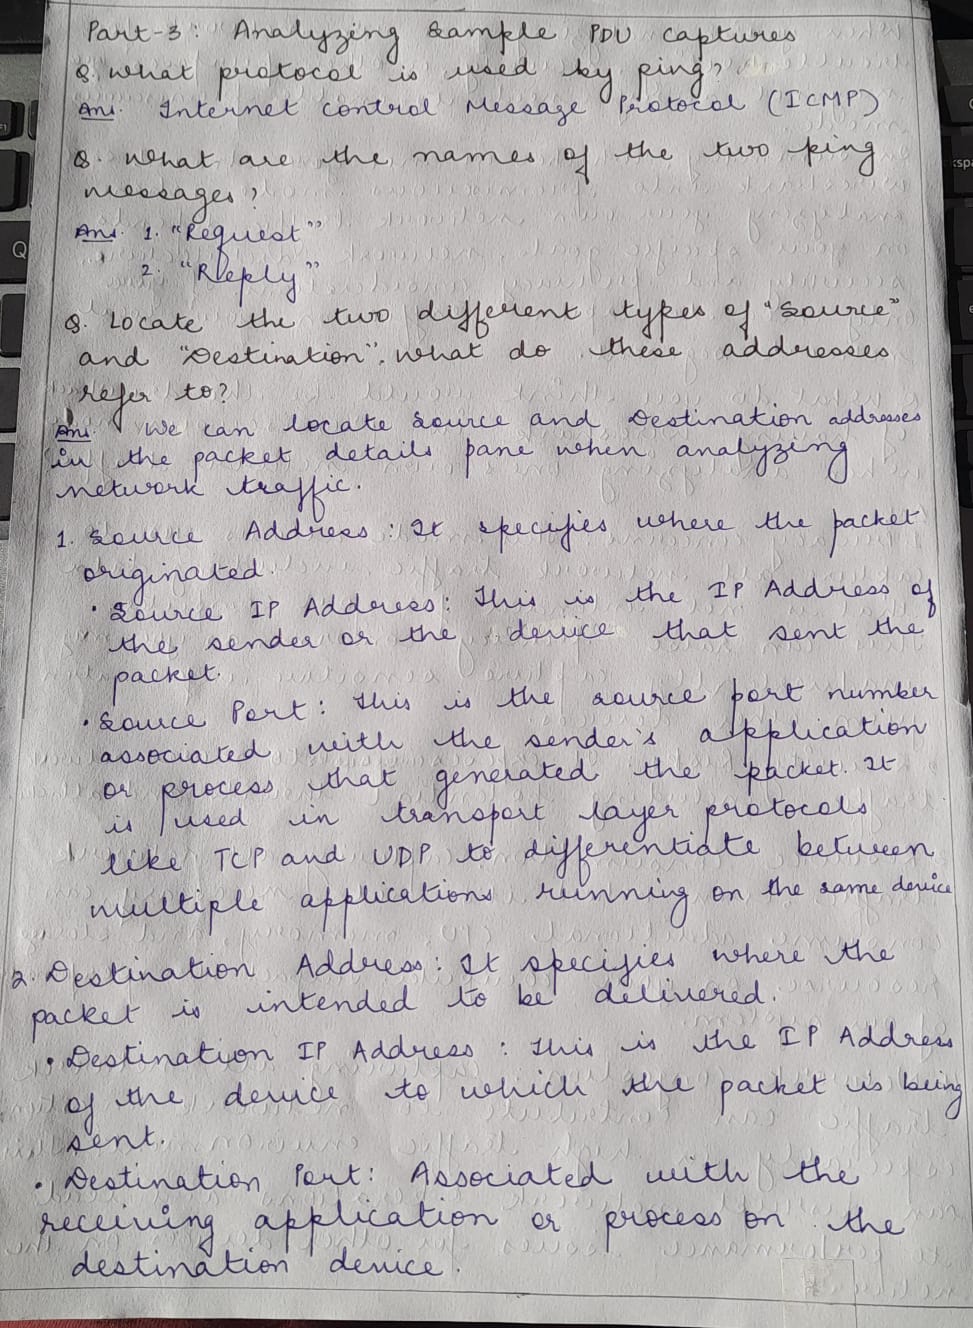 Part-3: Analyzing Sample PDU captures
Q. What protocol is used by ping?
Ans. Internet control Message Protocol (ICMP)
Q. What are the names of the two ping
messages?
Ans. 1. "Request"
2. "Reply"
Q. Locate the two different types of "Source"
and "Destination". What do these addresses
refer to?
Ans. We can locate Source and Destination addresses
in the packet details pane when analyzing
network traffic.
1. Source Address: It specifies where the packet
originated.
• Source IP Address: This is the IP Address of
the sender or the device that sent the
packet.
• Source Port: This is the source port number
associated with the sender's application
or process that generated the packet. It
is used in transport layer protocols
like TCP and UDP to differentiate between
multiple applications running on the same device
2. Destination Address: It specifies where the
packet is intended to be delivered.
• Destination IP Address: This is the IP Address
of the device to which the packet is being
sent.
• Destination Port: Associated with the
receiving application or process on the
destination device.